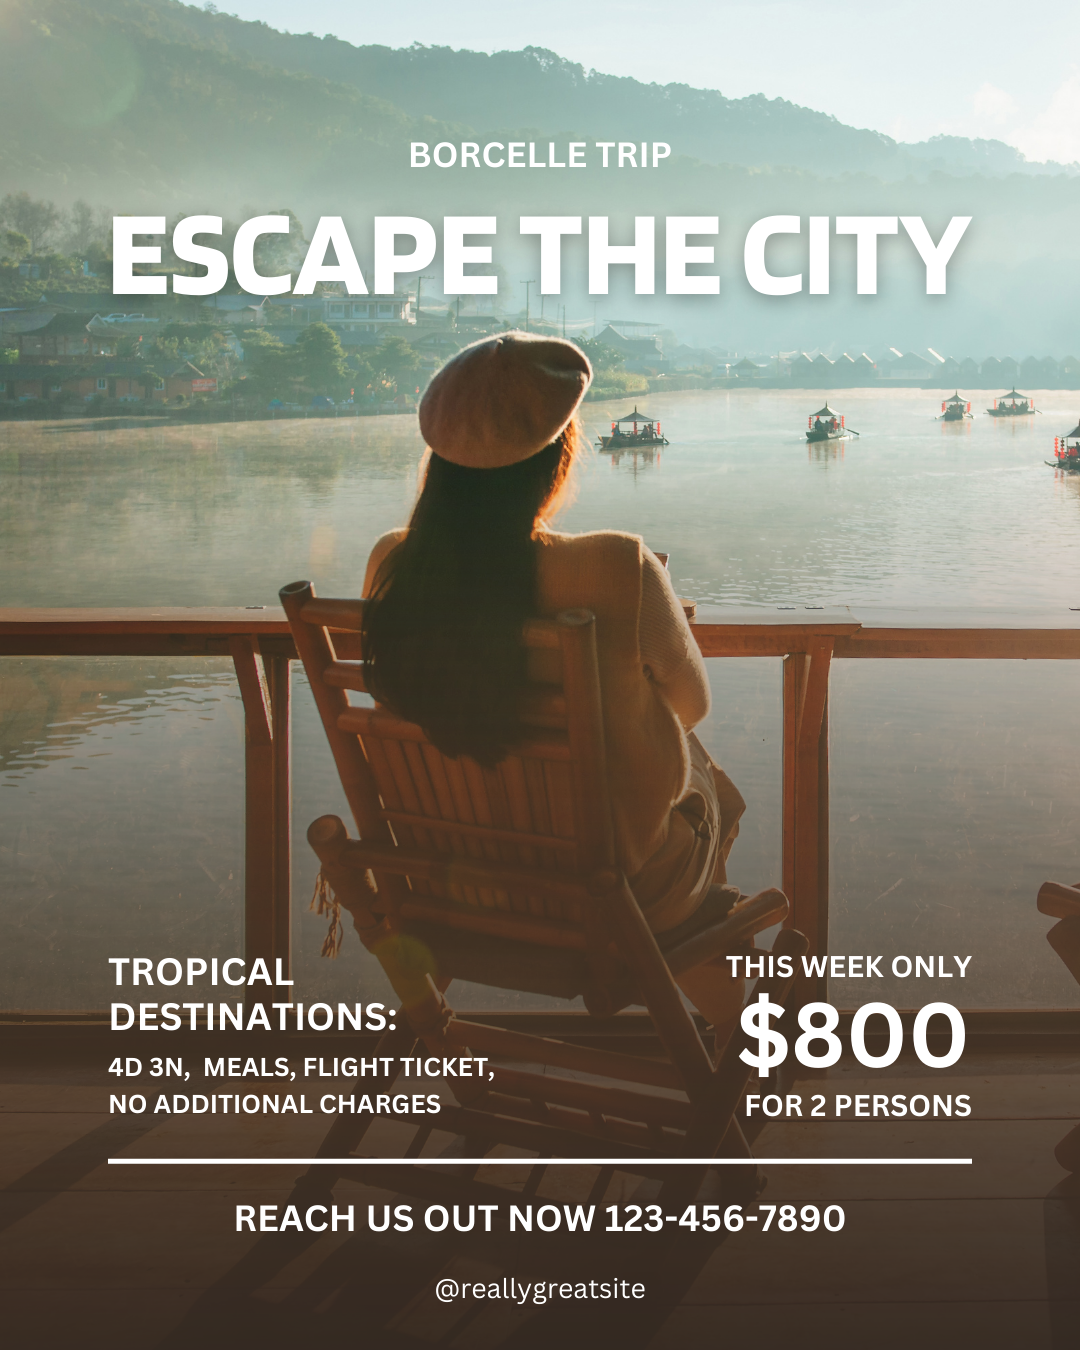 BORCELLE TRIP
ESCAPE THE CITY
TROPICAL
DESTINATIONS:
4D 3N,  MEALS, FLIGHT TICKET,
NO ADDITIONAL CHARGES
THIS WEEK ONLY
$800
FOR 2 PERSONS
REACH US OUT NOW 123-456-7890
@reallygreatsite